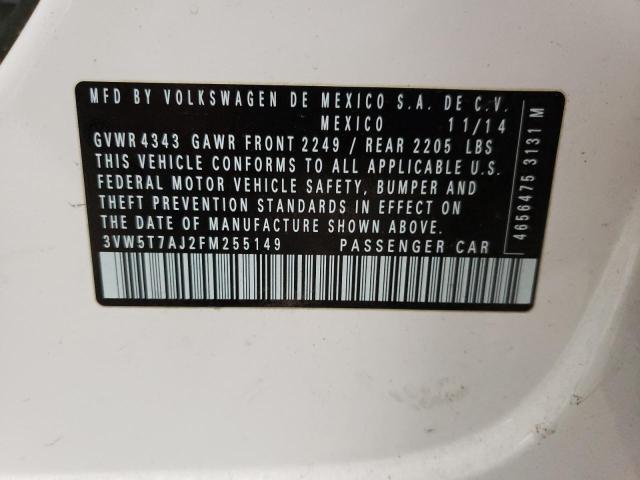 MFD BY VOLKSWAGEN DE MEXICO S.A. DE C.V.
MEXICO 11/14
GVWR 4343 GAWR FRONT 2249 / REAR 2205 LBS
THIS VEHICLE CONFORMS TO ALL APPLICABLE U.S.
FEDERAL MOTOR VEHICLE SAFETY, BUMPER AND
THEFT PREVENTION STANDARDS IN EFFECT ON
THE DATE OF MANUFACTURE SHOWN ABOVE.
3VW5T7AJ2FM255149 PASSENGER CAR
4656475 3131 M